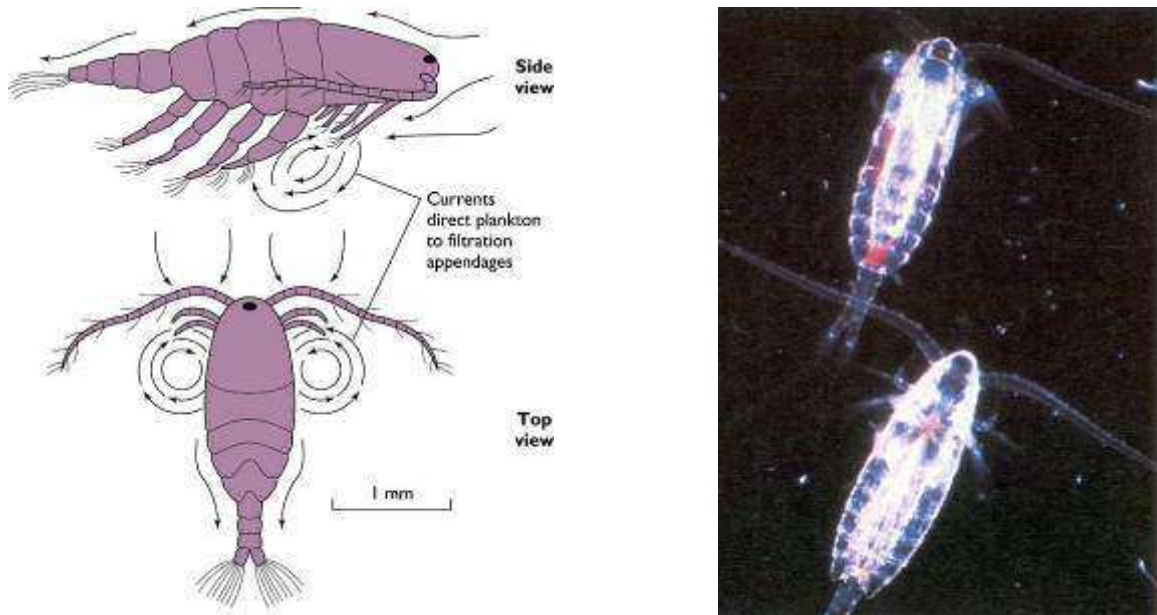 Side
view
Currents
direct plankton
to filtration
appendages
Top
view
1 mm